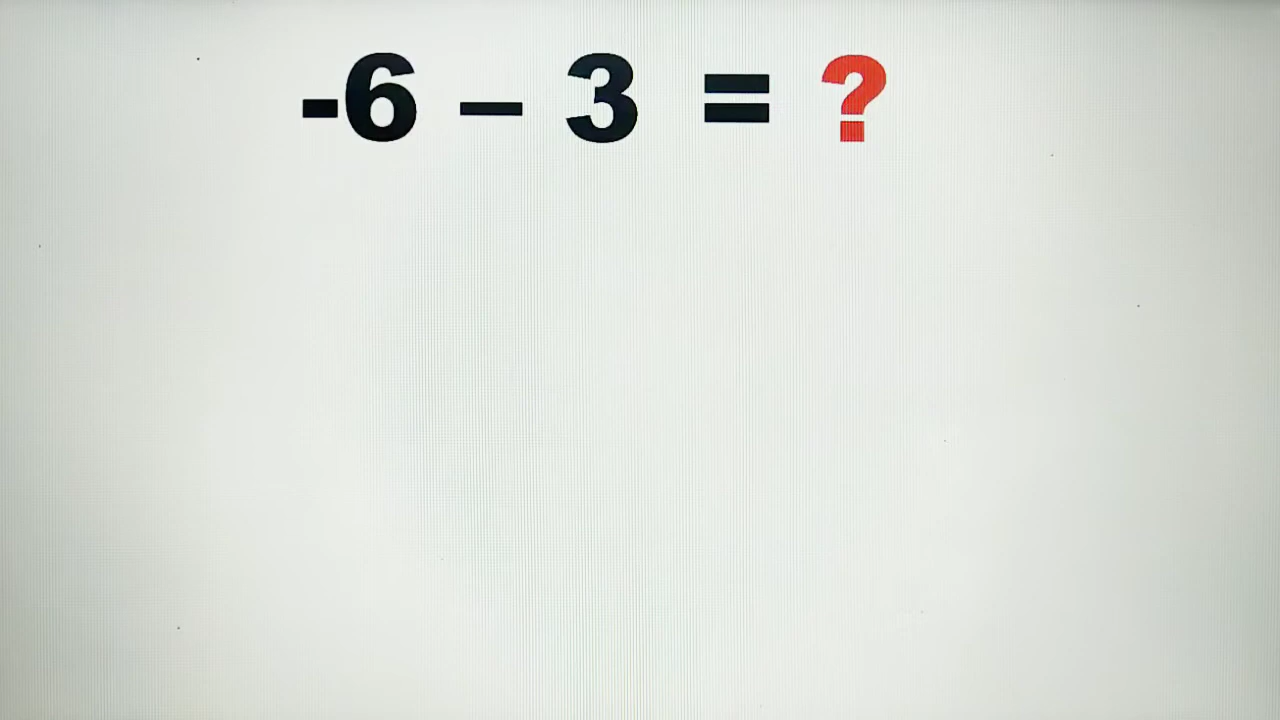 -6 – 3 = ?